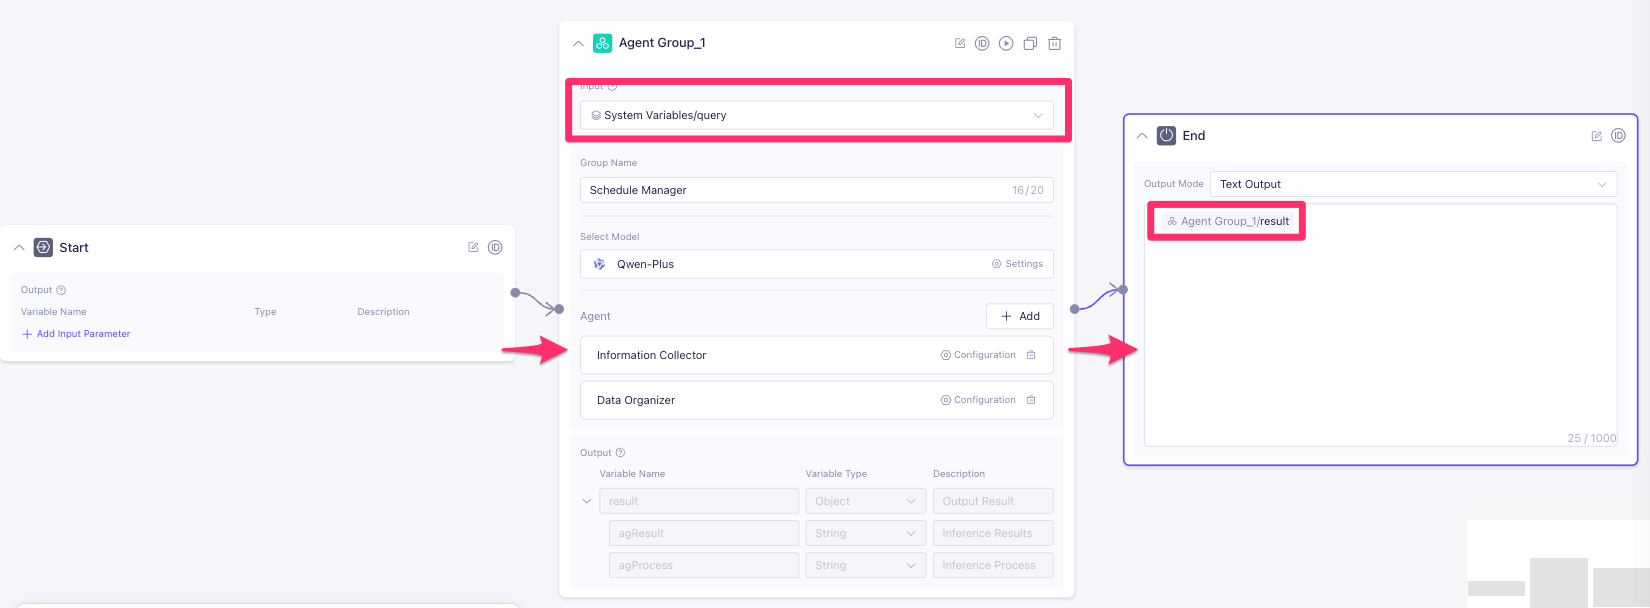 Start
Output
Variable Name Type Description
+ Add Input Parameter
Agent Group_1
Input
System Variables/query
Group Name
Schedule Manager 16/20
Select Model
Qwen-Plus Settings
Agent + Add
Information Collector Configuration
Data Organizer Configuration
Output
Variable Name Variable Type Description
result Object Output Result
agResult String Inference Results
agProcess String Inference Process
End
Output Mode Text Output
Agent Group_1/result
25 / 1000